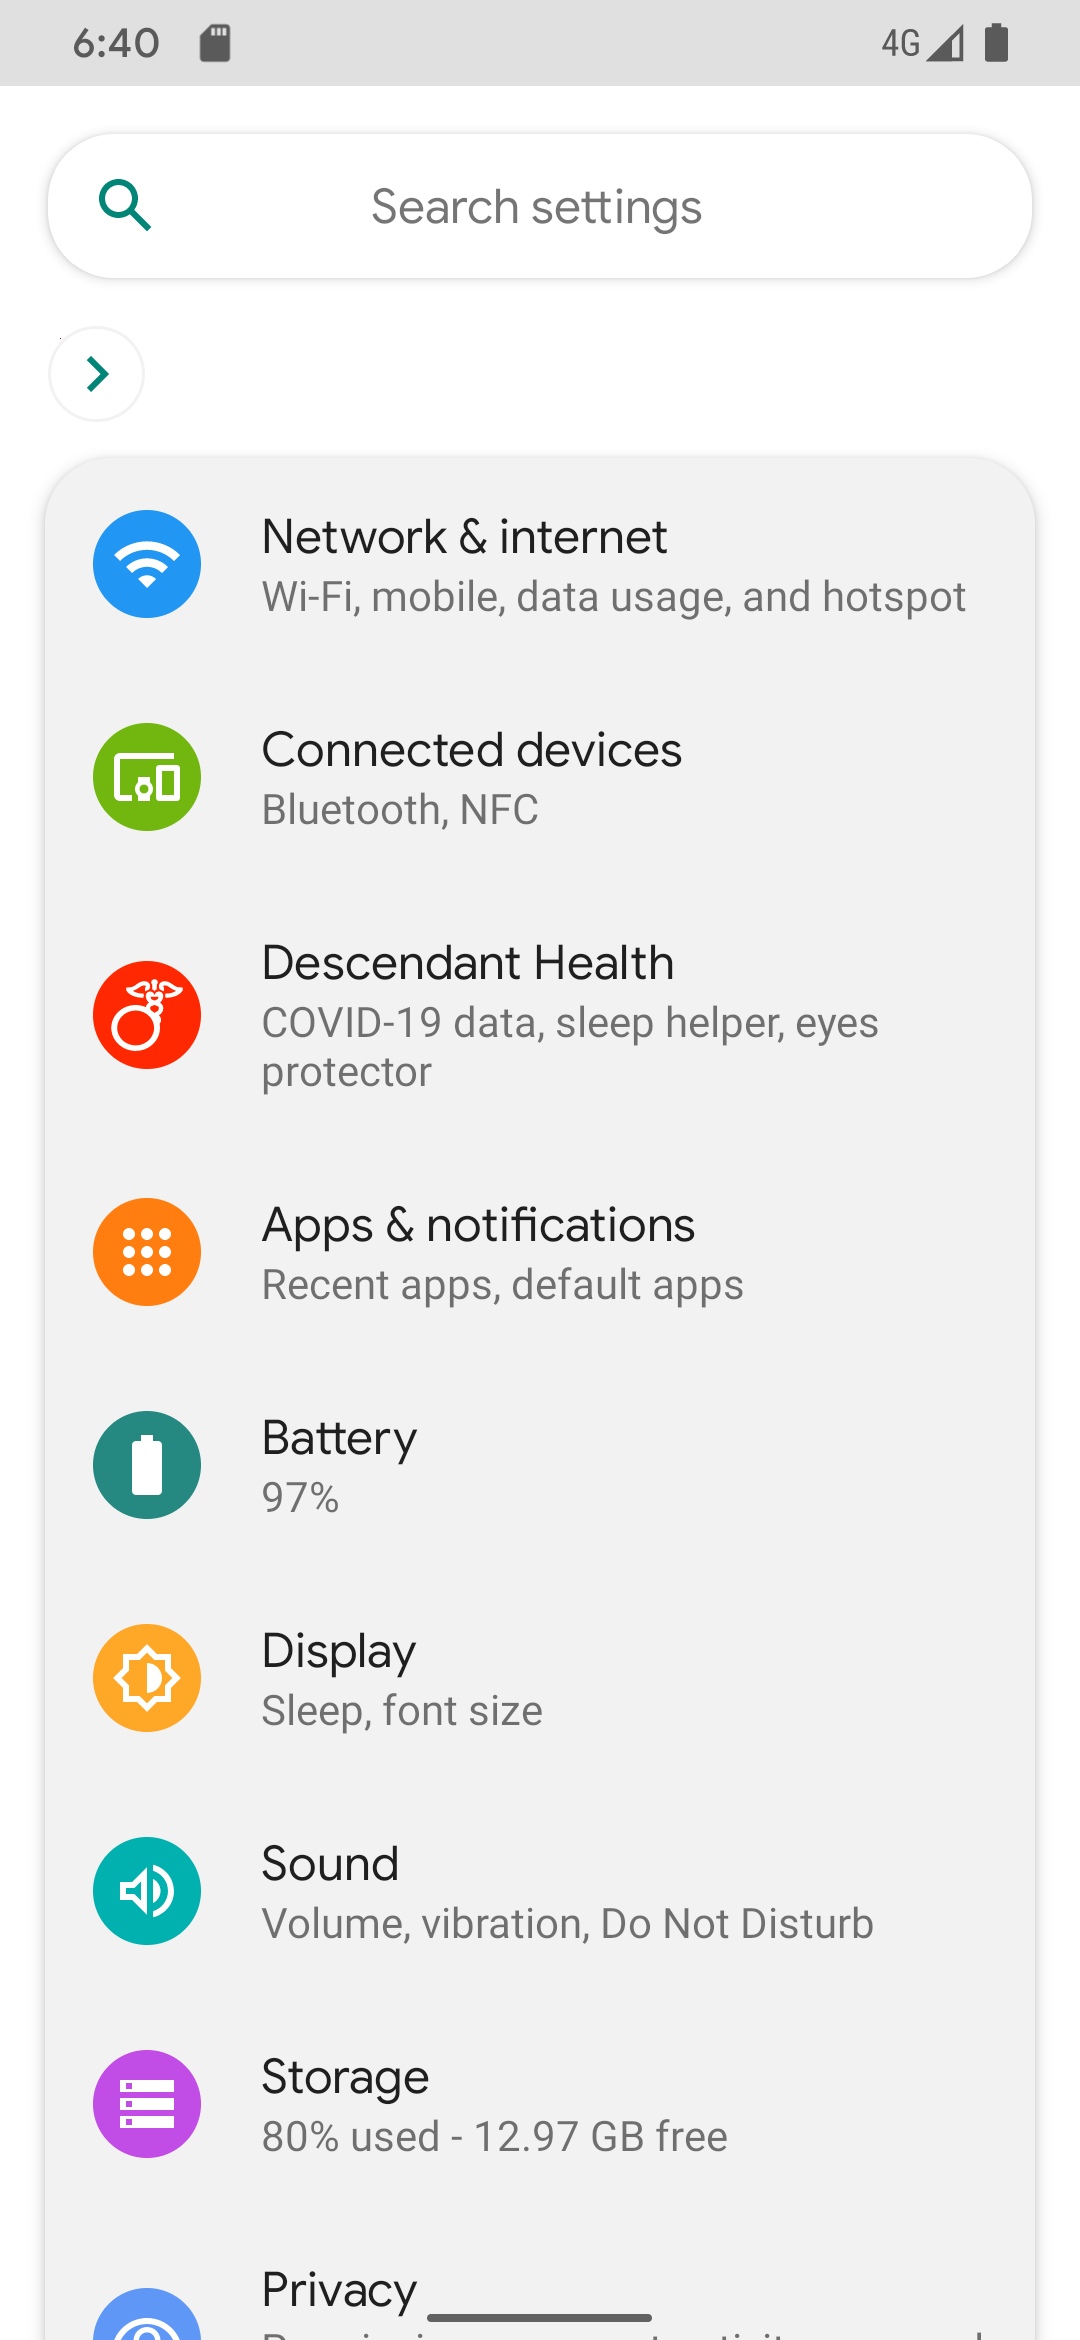 6:40
4G
Search settings
Network & internet
Wi-Fi, mobile, data usage, and hotspot
Connected devices
Bluetooth, NFC
Descendant Health
COVID-19 data, sleep helper, eyes
protector
Apps & notifications
Recent apps, default apps
Battery
97%
Display
Sleep, font size
Sound
Volume, vibration, Do Not Disturb
Storage
80% used - 12.97 GB free
Privacy